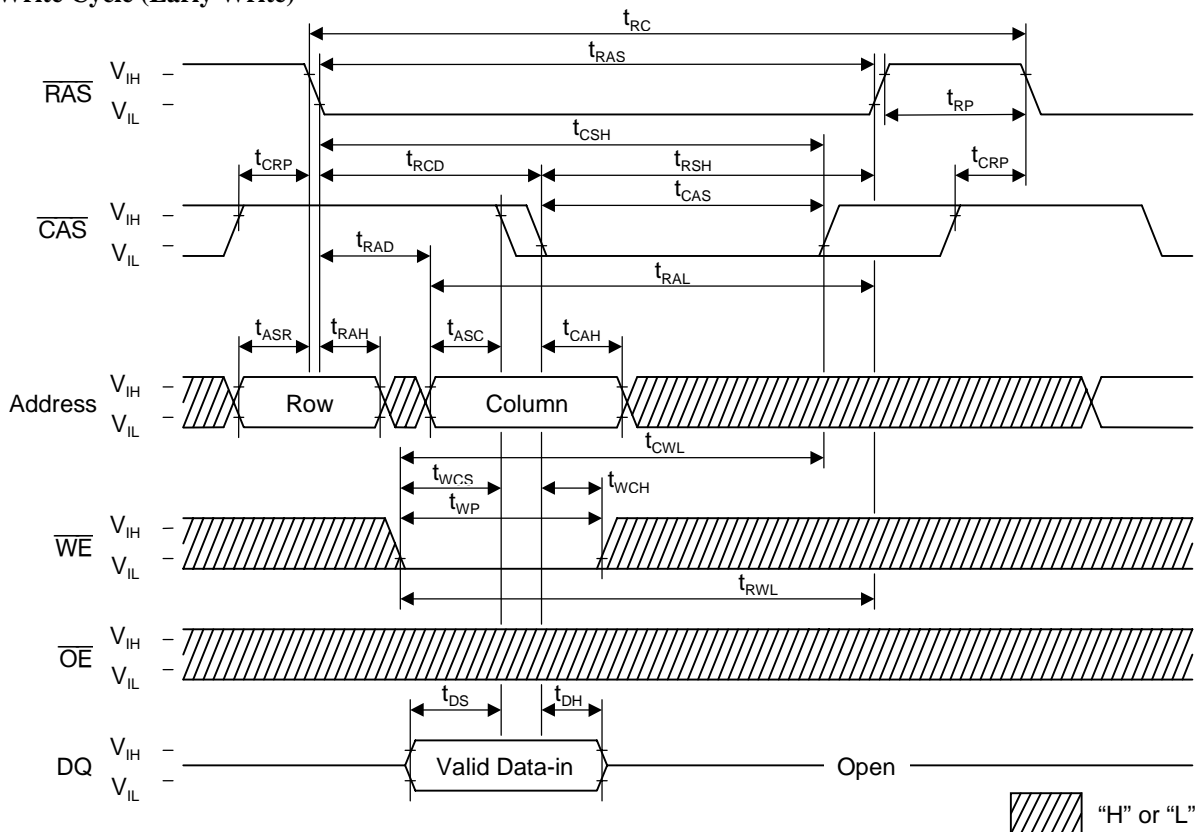 Write Cycle (Early Write)
tRC
tRAS
RAS
VIH
VIL
tRP
tCSH
tCRP
tRCD
tRSH
tCRP
tCAS
CAS
VIH
VIL
tRAD
tRAL
tASR
tRAH
tASC
tCAH
Address
VIH
VIL
Row
Column
tCWL
tWCS
tWCH
tWP
WE
VIH
VIL
tRWL
OE
VIH
VIL
tDS
tDH
DQ
VIH
VIL
Valid Data-in
Open
“H” or “L”